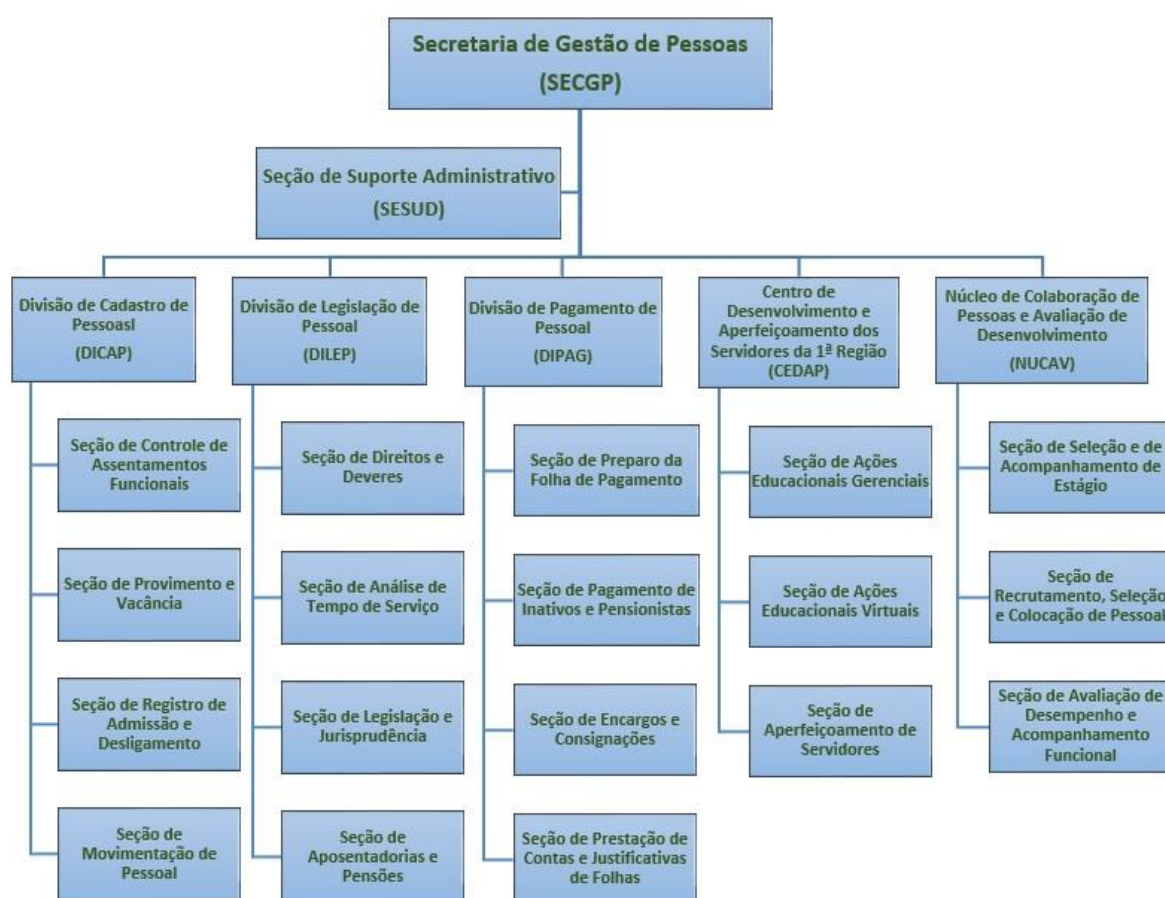 Secretaria de Gestão de Pessoas
(SECGP)
Seção de Suporte Administrativo
(SESUD)
Divisão de Cadastro de
Pessoasl
(DICAP)
Divisão de Legislação de
Pessoal
(DILEP)
Divisão de Pagamento de
Pessoal
(DIPAG)
Centro de
Desenvolvimento e
Aperfeiçoamento dos
Servidores da 1ª Região
(CEDAP)
Núcleo de Colaboração de
Pessoas e Avaliação de
Desenvolvimento
(NUCAV)
Seção de Controle de
Assentamentos
Funcionais
Seção de Direitos e
Deveres
Seção de Preparo da
Folha de Pagamento
Seção de Ações
Educacionais Gerenciais
Seção de Seleção e de
Acompanhamento de
Estágio
Seção de Provimento e
Vacância
Seção de Análise de
Tempo de Serviço
Seção de Pagamento de
Inativos e Pensionistas
Seção de Ações
Educacionais Virtuais
Seção de
Recrutamento, Seleção
e Colocação de Pessoal
Seção de Registro de
Admissão e
Desligamento
Seção de Legislação e
Jurisprudência
Seção de Encargos e
Consignações
Seção de
Aperfeiçoamento de
Servidores
Seção de Avaliação de
Desempenho e
Acompanhamento
Funcional
Seção de
Movimentação de
Pessoal
Seção de
Aposentadorias e
Pensões
Seção de Prestação de
Contas e Justificativas
de Folhas